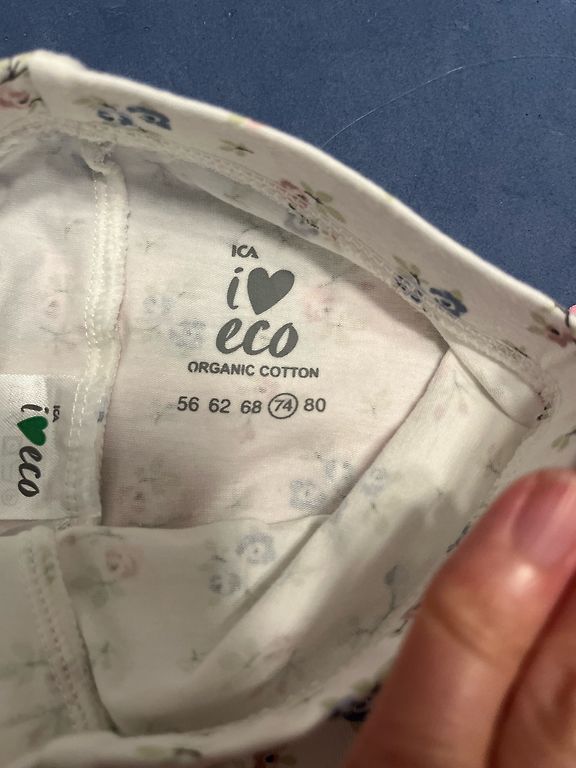 ICA
i♥
eco
ORGANIC COTTON
56 62 68 74 80
ICA
i♥eco